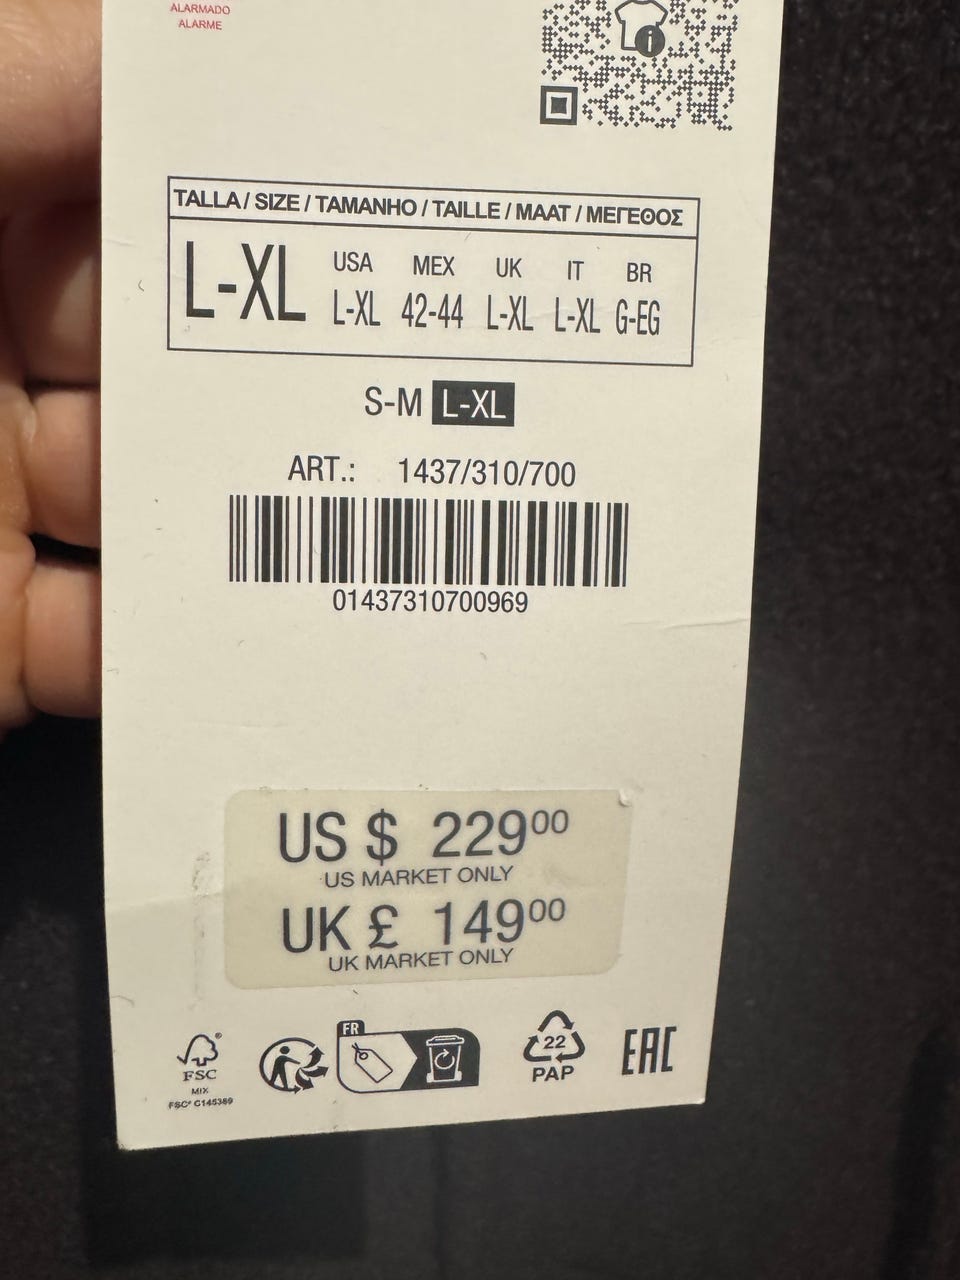 ALARMADO
ALARME
TALLA / SIZE / TAMANHO / TAILLE / MAAT / ΜΕΓΕΘΟΣ
L-XL
USA MEX UK IT BR
L-XL 42-44 L-XL L-XL G-EG
S-M L-XL
ART.: 1437/310/700
01437310700969
US $ 229⁰⁰
US MARKET ONLY
UK £ 149⁰⁰
UK MARKET ONLY
FR
22
PAP
EAC
FSC®
MIX
FSC® C145389